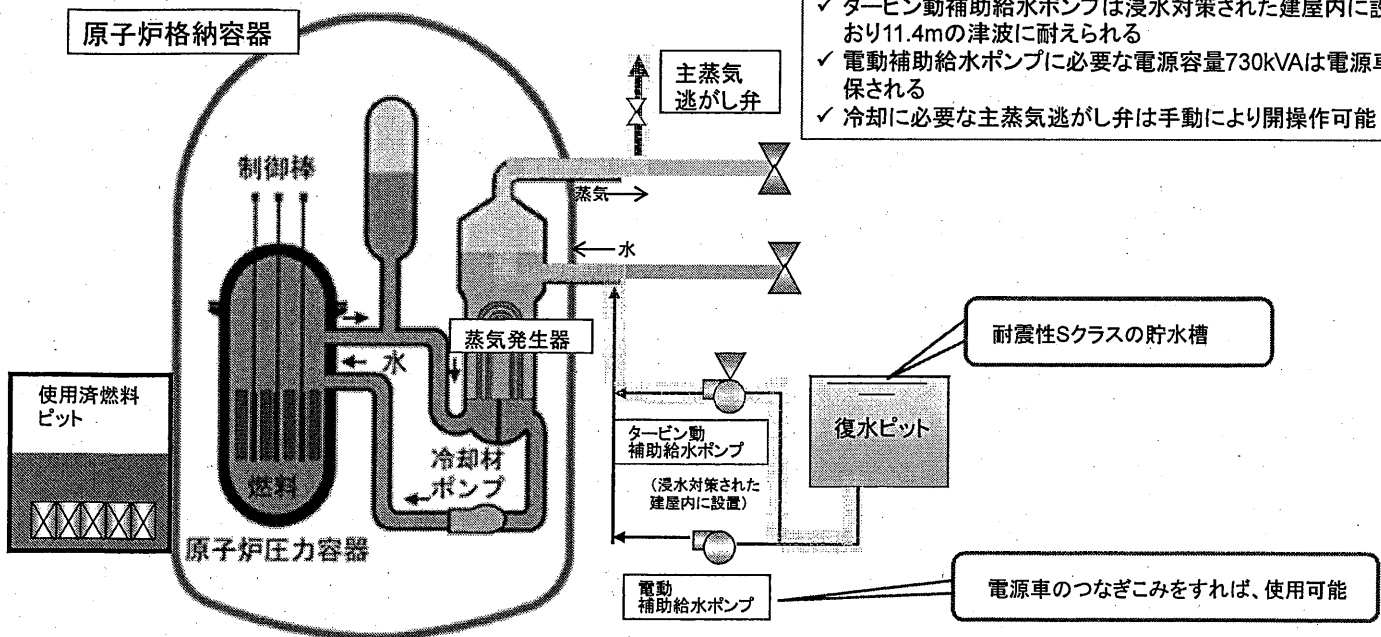 ✓ タービン動補助給水ポンプは浸水対策された建屋内に設
おり11.4mの津波に耐えられる
✓ 電動補助給水ポンプに必要な電源容量730kVAは電源車
保される
✓ 冷却に必要な主蒸気逃がし弁は手動により開操作可能
原子炉格納容器
主蒸気
逃がし弁
制御棒
蒸気
水
蒸気発生器
水
耐震性Sクラスの貯水槽
使用済燃料
ピット
復水ピット
タービン動
補助給水ポンプ
(浸水対策された
建屋内に設置)
冷却材
ポンプ
燃料
原子炉圧力容器
電動
補助給水ポンプ
電源車のつなぎこみをすれば、使用可能